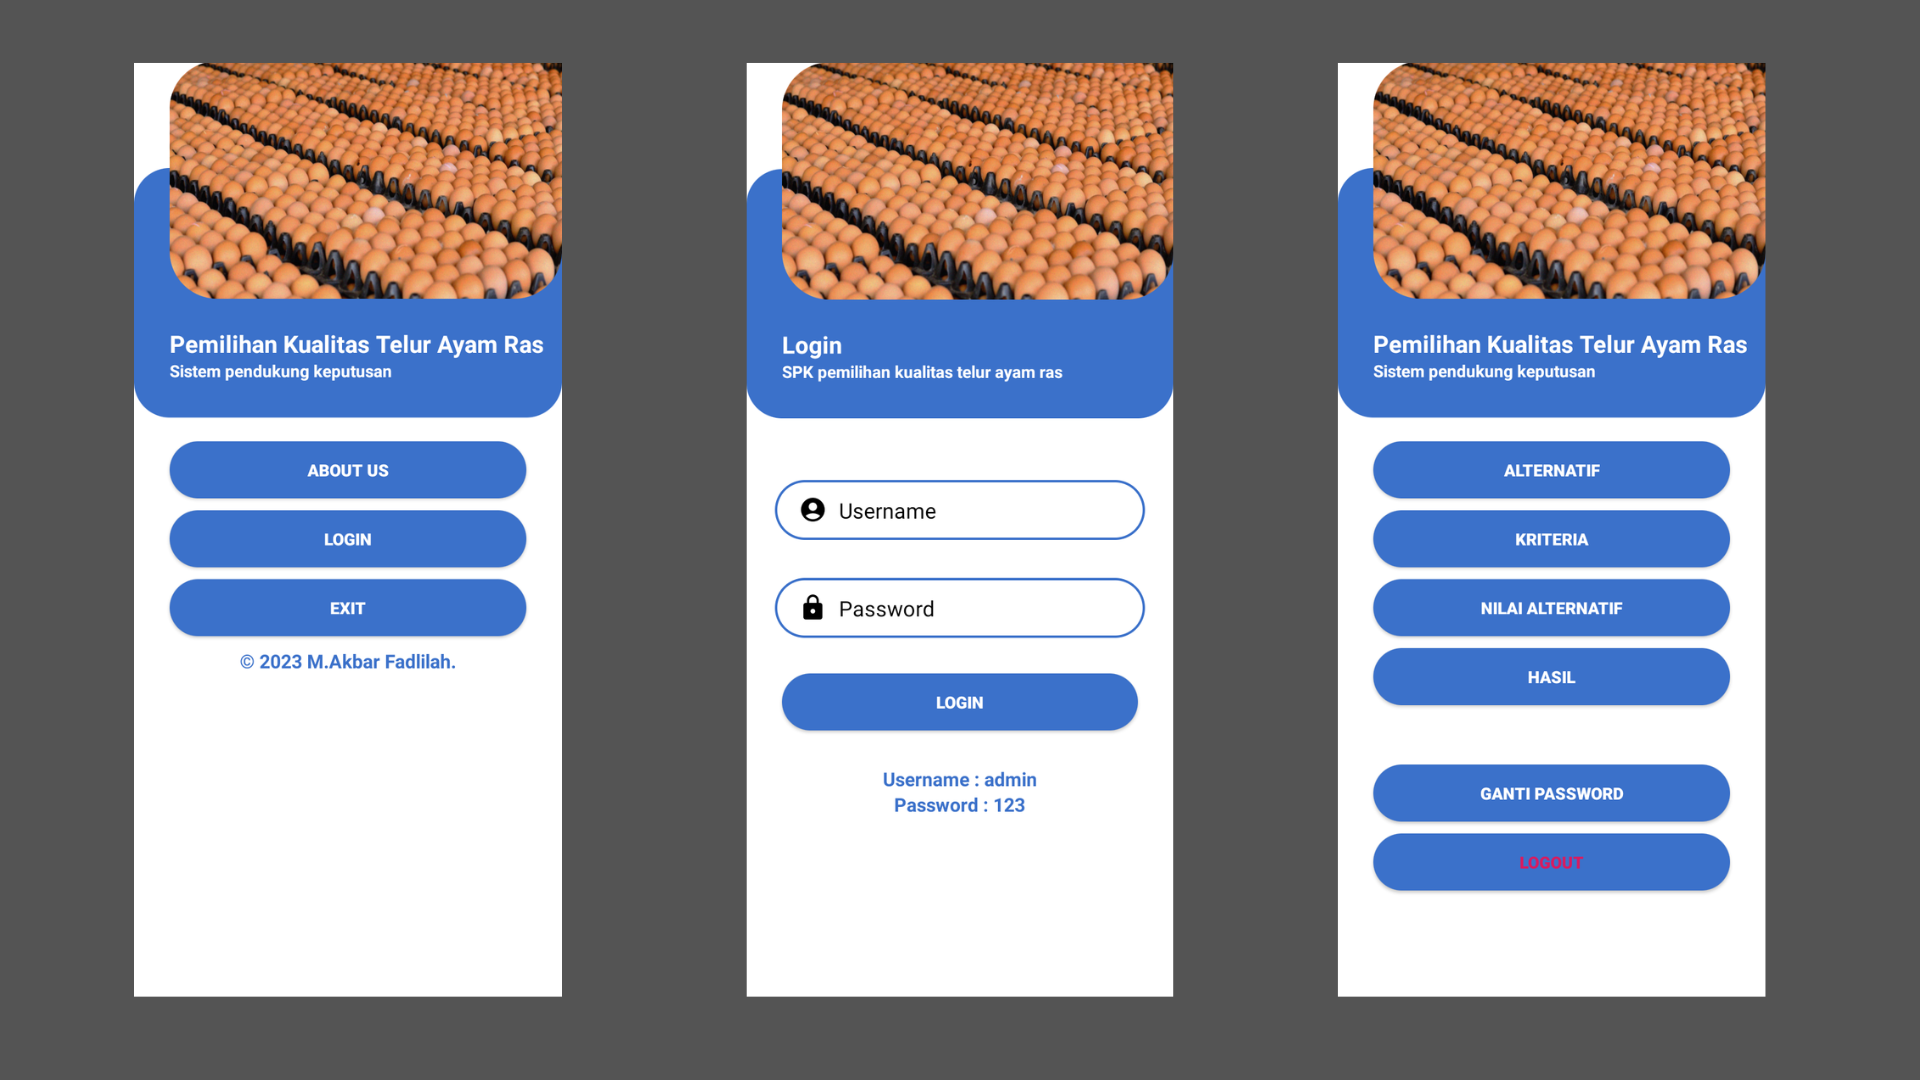 Pemilihan Kualitas Telur Ayam Ras
Sistem pendukung keputusan
ABOUT US
LOGIN
EXIT
© 2023 M.Akbar Fadlilah.
Login
SPK pemilihan kualitas telur ayam ras
Username
Password
LOGIN
Username : admin
Password : 123
Pemilihan Kualitas Telur Ayam Ras
Sistem pendukung keputusan
ALTERNATIF
KRITERIA
NILAI ALTERNATIF
HASIL
GANTI PASSWORD
LOGOUT